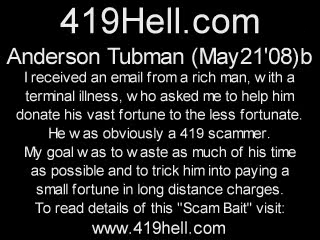 419Hell.com
Anderson Tubman (May21'08)b
I received an email from a rich man, with a
terminal illness, who asked me to help him
donate his vast fortune to the less fortunate.
He was obviously a 419 scammer.
My goal was to waste as much of his time
as possible and to trick him into paying a
small fortune in long distance charges.
To read details of this "Scam Bait" visit:
www.419hell.com